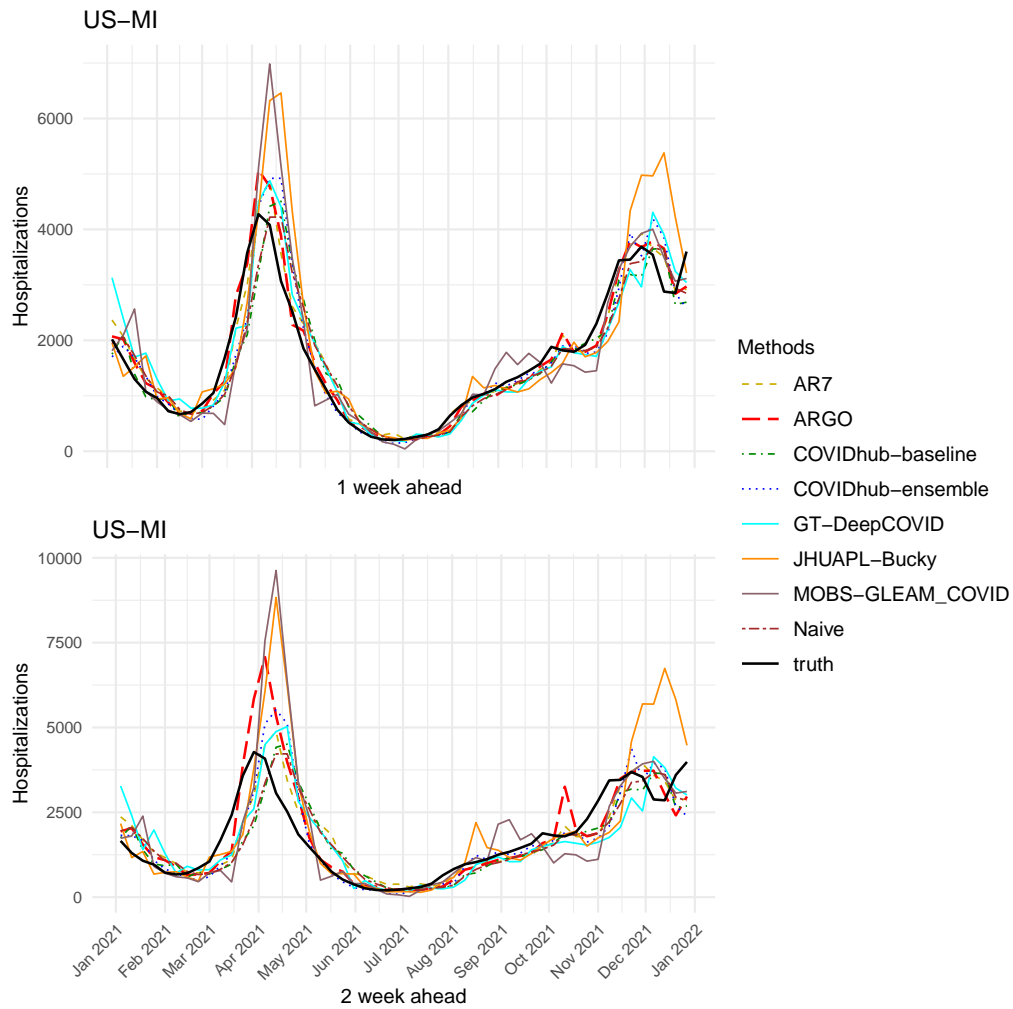 US−MI
6000
4000
2000
0
Hospitalizations
1 week ahead
US−MI
10000
7500
5000
2500
0
Hospitalizations
Jan 2021
Feb 2021
Mar 2021
Apr 2021
May 2021
Jun 2021
Jul 2021
Aug 2021
Sep 2021
Oct 2021
Nov 2021
Dec 2021
Jan 2022
2 week ahead
Methods
AR7
ARGO
COVIDhub−baseline
COVIDhub−ensemble
GT−DeepCOVID
JHUAPL−Bucky
MOBS−GLEAM_COVID
Naive
truth